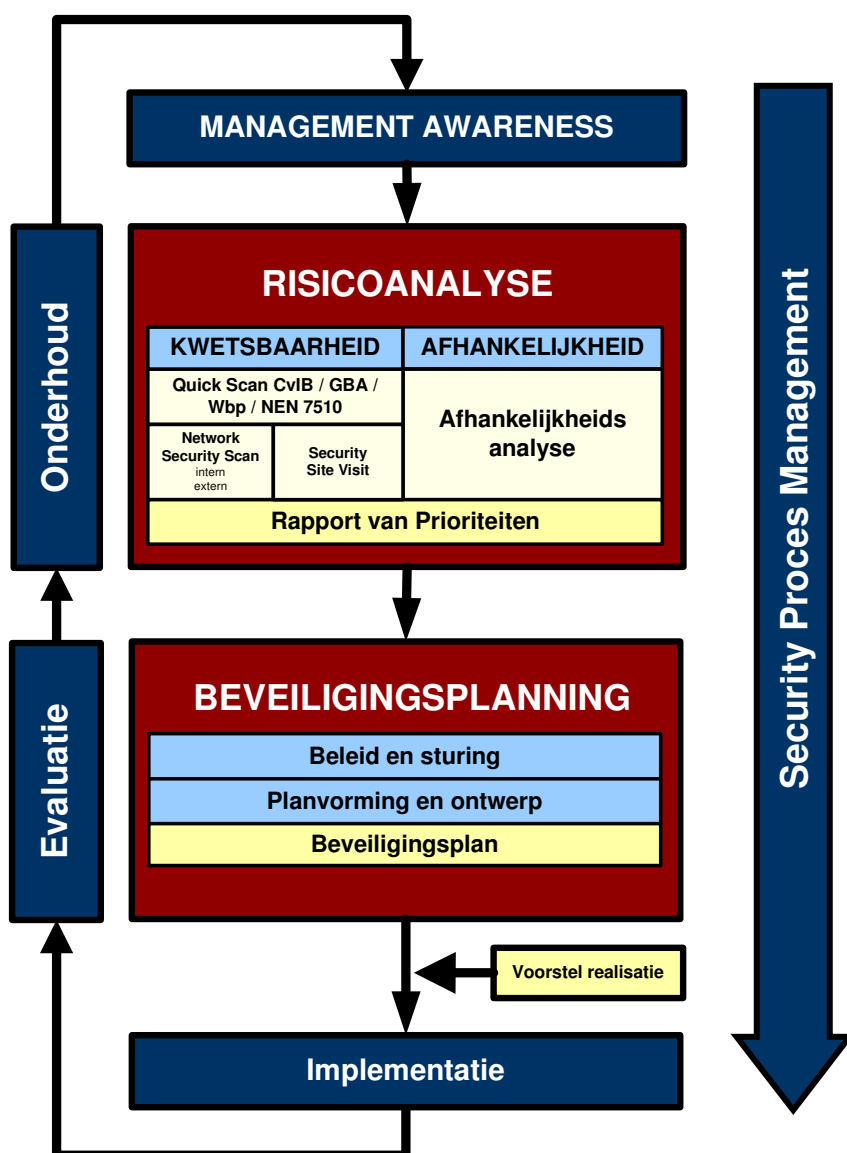 MANAGEMENT AWARENESS
RISICOANALYSE
KWETSBAARHEID
AFHANKELIJKHEID
Quick Scan CvIB / GBA /
Wbp / NEN 7510
Network
Security Scan
intern
extern
Security
Site Visit
Afhankelijkheids
analyse
Rapport van Prioriteiten
BEVEILIGINGSPLANNING
Beleid en sturing
Planvorming en ontwerp
Beveiligingsplan
Voorstel realisatie
Implementatie
Evaluatie
Onderhoud
Security Proces Management